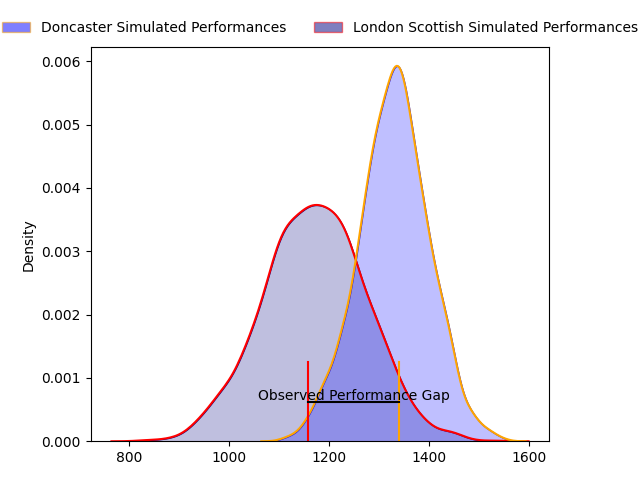 Doncaster Simulated Performances London Scottish Simulated Performances
0.006
0.005
0.004
0.003
0.002
0.001
0.000
Density
Observed Performance Gap
800 1000 1200 1400 1600